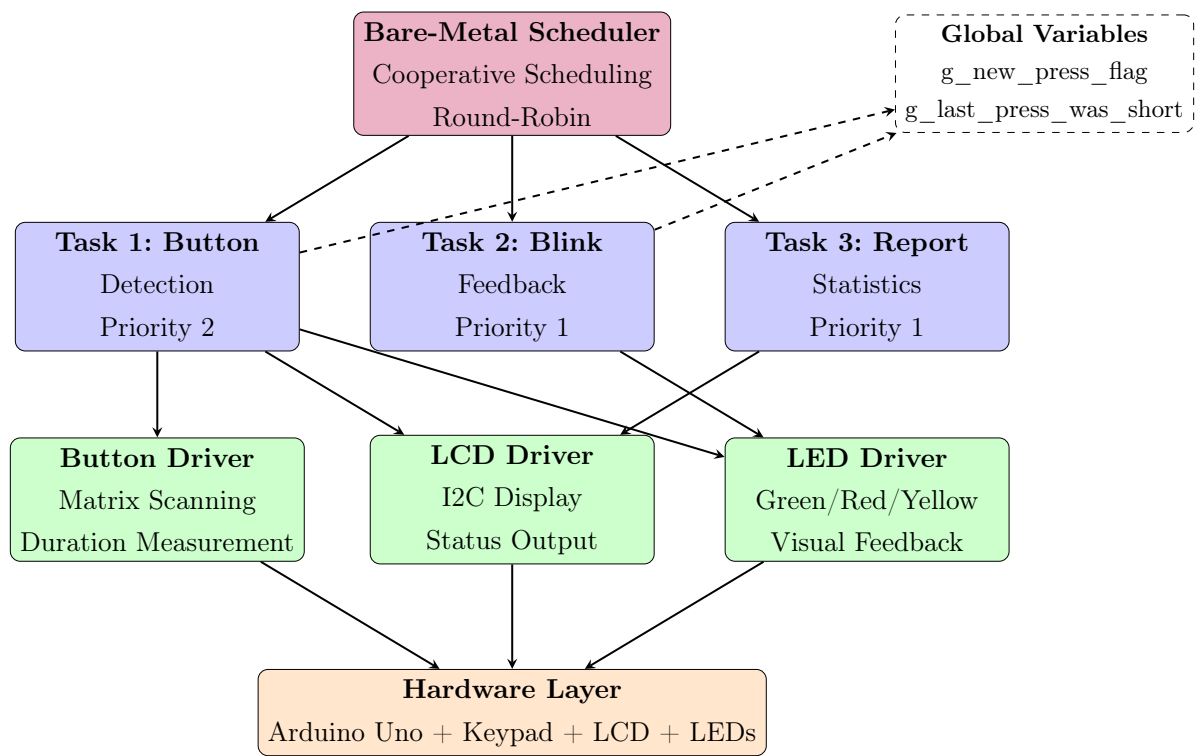 Bare-Metal Scheduler
Cooperative Scheduling
Round-Robin
Global Variables
g_new_press_flag
g_last_press_was_short
Task 1: Button
Detection
Priority 2
Task 2: Blink
Feedback
Priority 1
Task 3: Report
Statistics
Priority 1
Button Driver
Matrix Scanning
Duration Measurement
LCD Driver
I2C Display
Status Output
LED Driver
Green/Red/Yellow
Visual Feedback
Hardware Layer
Arduino Uno + Keypad + LCD + LEDs